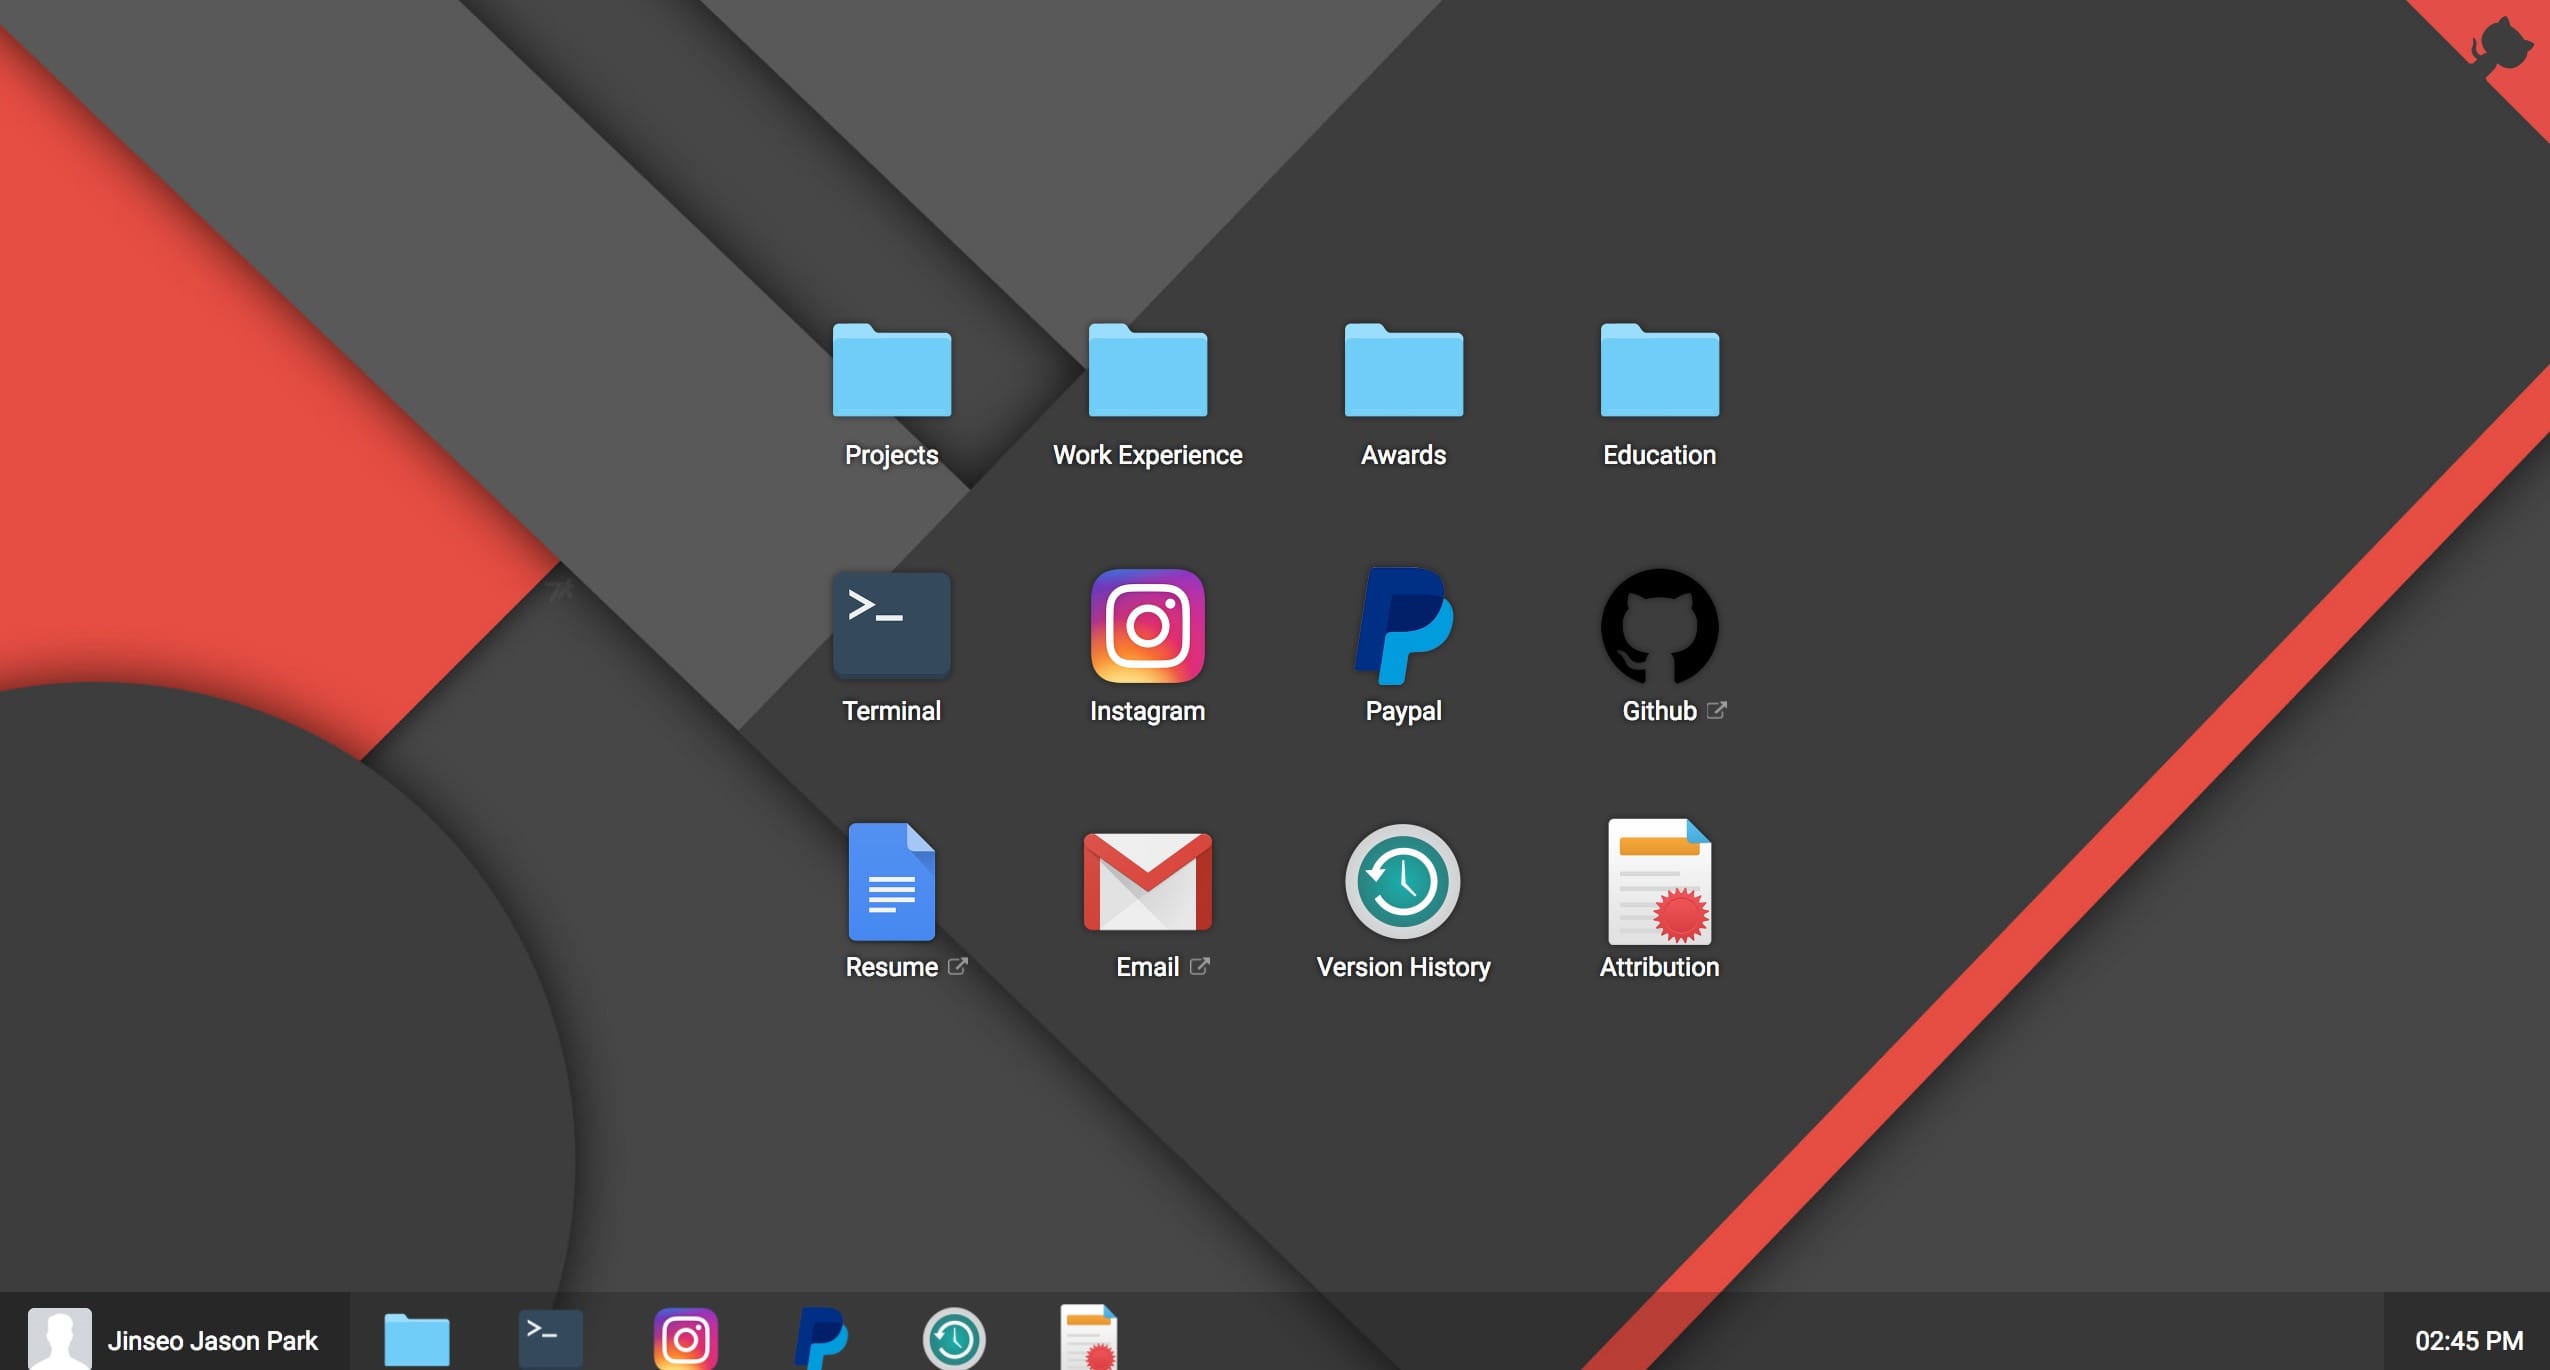 Projects
Work Experience
Awards
Education
>_
Terminal
Instagram
Paypal
Github
Resume
Email
Version History
Attribution
Jinseo Jason Park
>_
02:45 PM